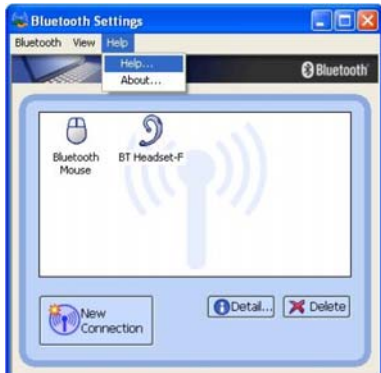 Bluetooth Settings
Bluetooth View Help
Help...
About...
Bluetooth
Bluetooth
Mouse
BT Headset-F
New
Connection
Detail...
Delete